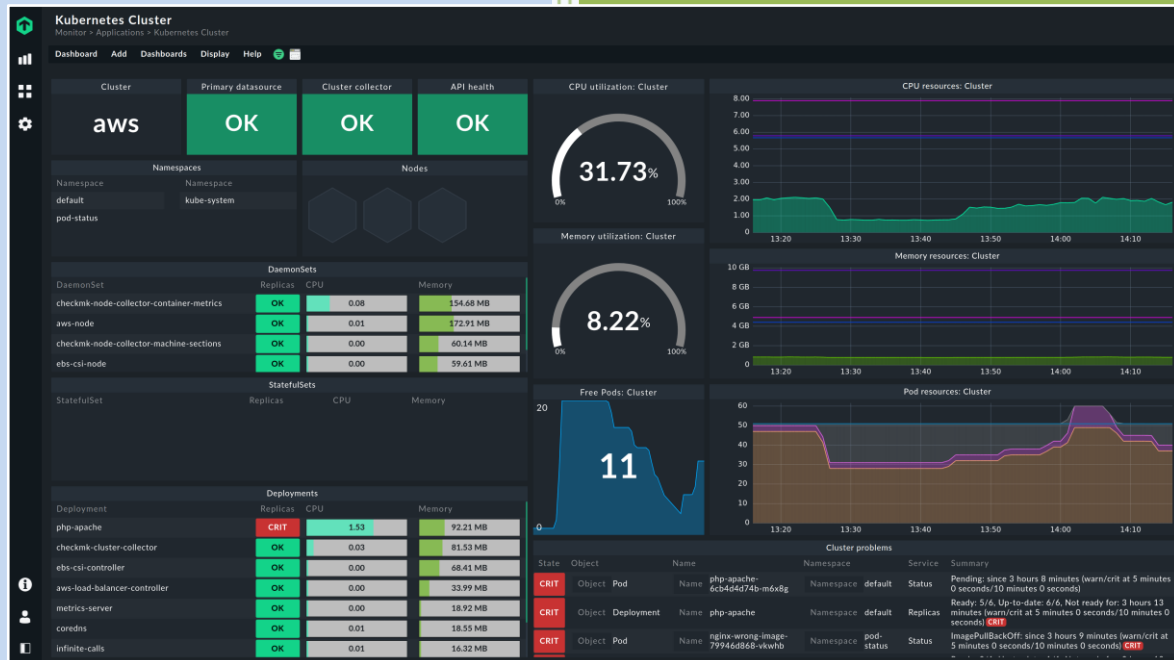 Kubernetes Cluster
Monitor > Applications > Kubernetes Cluster
Dashboard Add Dashboards Display Help
Cluster
aws
Primary datasource
OK
Cluster collector
OK
API health
OK
Namespaces
Namespace Namespace
default kube-system
pod-status
Nodes
DaemonSets
DaemonSet Replicas CPU Memory
checkmk-node-collector-container-metrics OK 0.08 154.68 MB
aws-node OK 0.01 172.91 MB
checkmk-node-collector-machine-sections OK 0.00 60.14 MB
ebs-csi-node OK 0.00 59.61 MB
StatefulSets
StatefulSet Replicas CPU Memory
Deployments
Deployment Replicas CPU Memory
php-apache CRIT 1.53 92.21 MB
checkmk-cluster-collector OK 0.03 81.53 MB
ebs-csi-controller OK 0.00 68.41 MB
aws-load-balancer-controller OK 0.00 33.99 MB
metrics-server OK 0.00 18.92 MB
coredns OK 0.01 18.55 MB
infinite-calls OK 0.01 16.32 MB
CPU utilization: Cluster
31.73%
0% 100%
Memory utilization: Cluster
8.22%
0% 100%
Free Pods: Cluster
20
11
0
CPU resources: Cluster
8.00
7.00
6.00
5.00
4.00
3.00
2.00
1.00
0
13:20 13:30 13:40 13:50 14:00 14:10
Memory resources: Cluster
10 GB
8 GB
6 GB
4 GB
2 GB
0
13:20 13:30 13:40 13:50 14:00 14:10
Pod resources: Cluster
60
50
40
30
20
10
0
13:20 13:30 13:40 13:50 14:00 14:10
Cluster problems
State Object Name Namespace Service Summary
CRIT Object Pod Name php-apache-6cb4d4d74b-m6x8g Namespace default Status Pending: since 3 hours 8 minutes (warn/crit at 5 minutes
0 seconds/10 minutes 0 seconds)
CRIT Object Deployment Name php-apache Namespace default Replicas Ready: 5/6, Up-to-date: 6/6, Not ready for: 3 hours 13
minutes (warn/crit at 5 minutes 0 seconds/10 minutes 0
seconds) CRIT
CRIT Object Pod Name nginx-wrong-image-79946d868-vkwhb Namespace pod-status Status ImagePullBackOff: since 3 hours 9 minutes (warn/crit at
5 minutes 0 seconds/10 minutes 0 seconds) CRIT